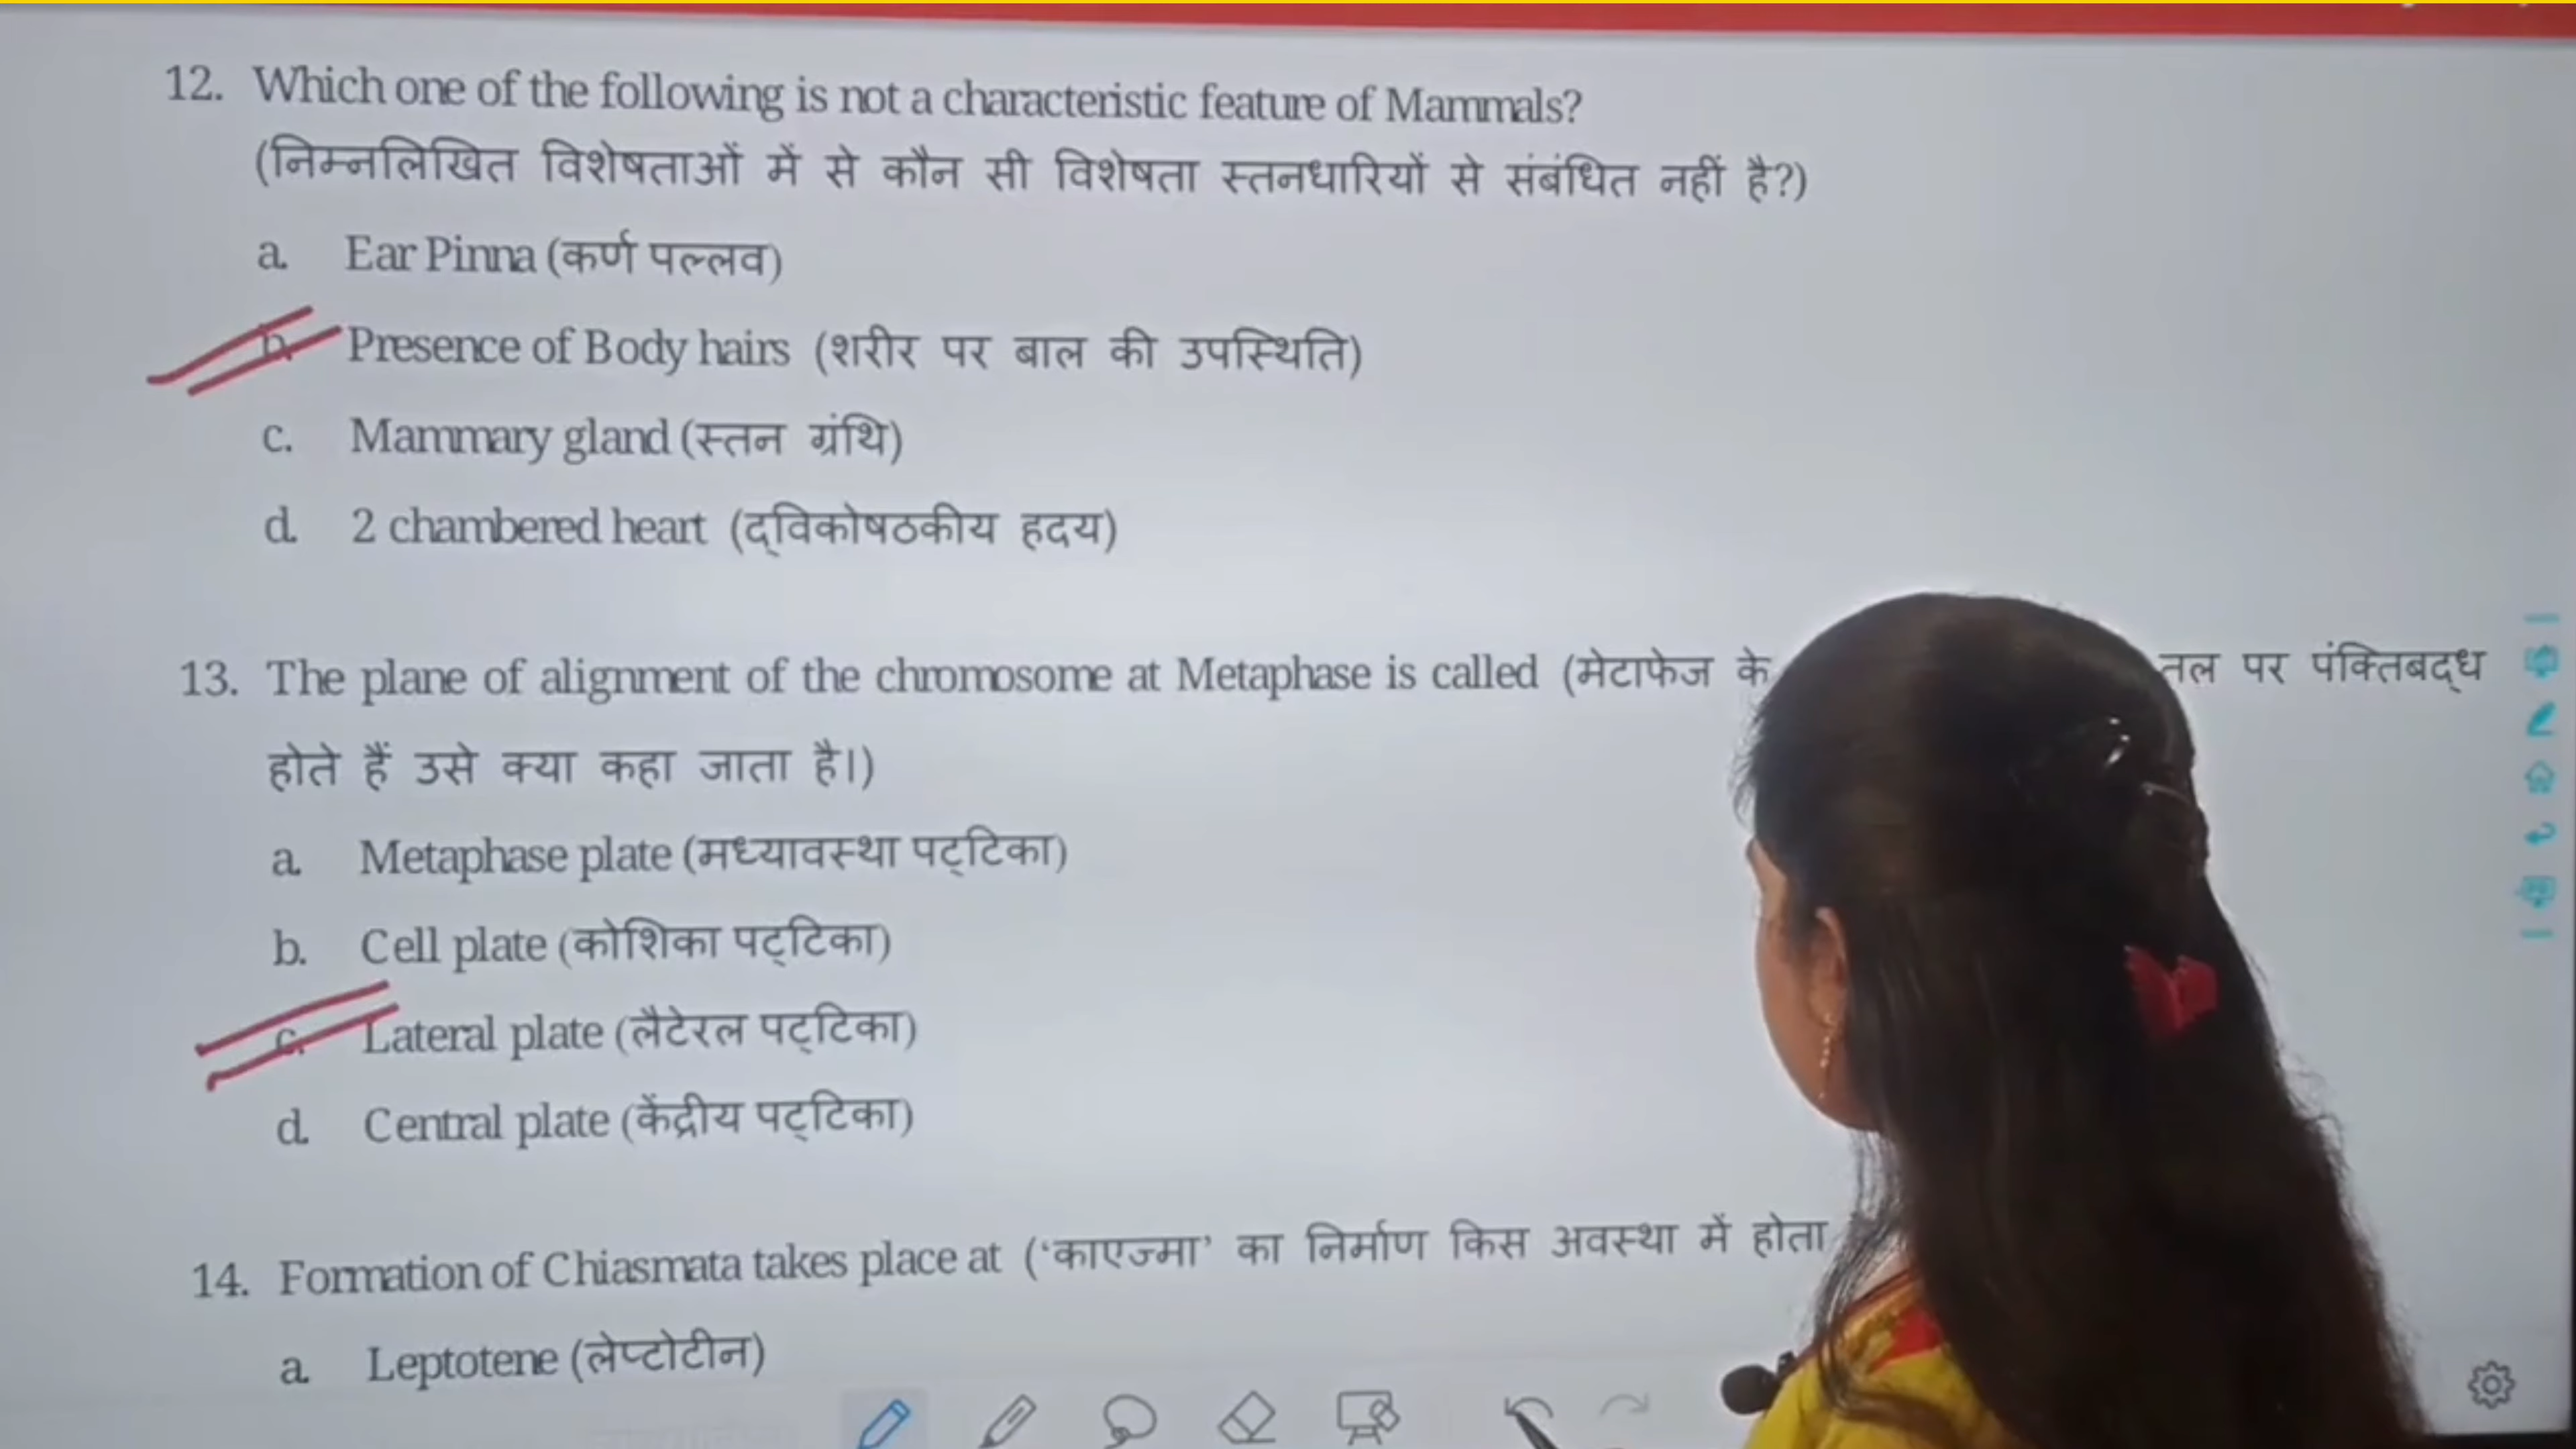 12. Which one of the following is not a characteristic feature of Mammals?
(निम्नलिखित विशेषताओं में से कौन सी विशेषता स्तनधारियों से संबंधित नहीं है?)
a. Ear Pinna (कर्ण पल्लव)
b. Presence of Body hairs (शरीर पर बाल की उपस्थिति)
c. Mammary gland (स्तन ग्रंथि)
d. 2 chambered heart (द्विकोषठकीय हदय)
13. The plane of alignment of the chromosome at Metaphase is called (मेटाफेज के तल पर पंक्तिबद्ध
होते हैं उसे क्या कहा जाता है।)
a. Metaphase plate (मध्यावस्था पट्टिका)
b. Cell plate (कोशिका पट्टिका)
c. Lateral plate (लैटेरल पट्टिका)
d. Central plate (केंद्रीय पट्टिका)
14. Formation of Chiasmata takes place at (‘काएज्मा’ का निर्माण किस अवस्था में होता
a. Leptotene (लेप्टोटीन)